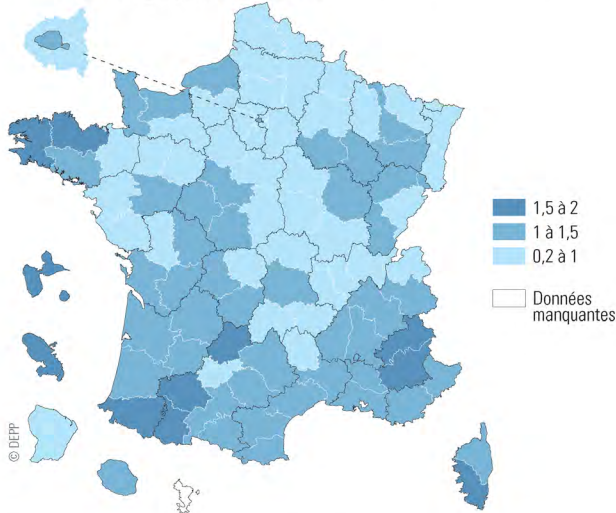 1,5 à 2
1 à 1,5
0,2 à 1
Données
manquantes
© DEPP